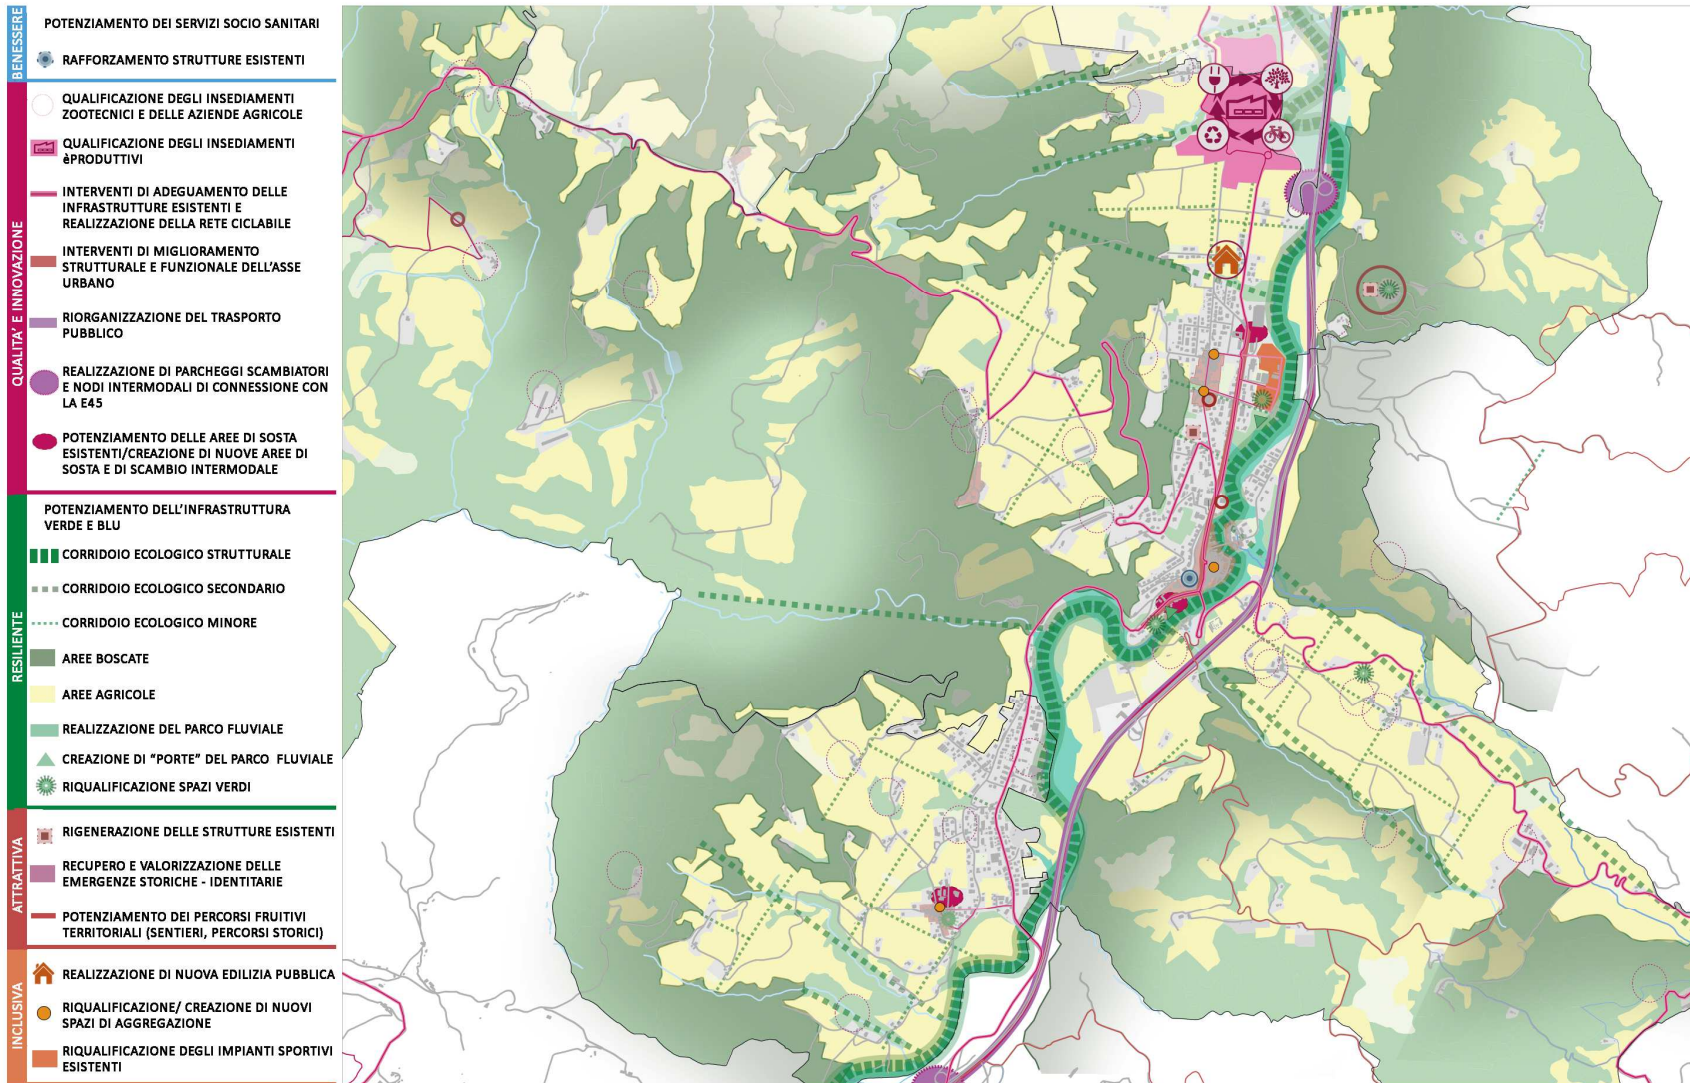 BENESSERE
POTENZIAMENTO DEI SERVIZI SOCIO SANITARI
RAFFORZAMENTO STRUTTURE ESISTENTI
QUALITA' E INNOVAZIONE
QUALIFICAZIONE DEGLI INSEDIAMENTI
ZOOTECNICI E DELLE AZIENDE AGRICOLE
QUALIFICAZIONE DEGLI INSEDIAMENTI
èPRODUTTIVI
INTERVENTI DI ADEGUAMENTO DELLE
INFRASTRUTTURE ESISTENTI E
REALIZZAZIONE DELLA RETE CICLABILE
INTERVENTI DI MIGLIORAMENTO
STRUTTURALE E FUNZIONALE DELL'ASSE
URBANO
RIORGANIZZAZIONE DEL TRASPORTO
PUBBLICO
REALIZZAZIONE DI PARCHEGGI SCAMBIATORI
E NODI INTERMODALI DI CONNESSIONE CON
LA E45
POTENZIAMENTO DELLE AREE DI SOSTA
ESISTENTI/CREAZIONE DI NUOVE AREE DI
SOSTA E DI SCAMBIO INTERMODALE
RESILIENTE
POTENZIAMENTO DELL'INFRASTRUTTURA
VERDE E BLU
CORRIDOIO ECOLOGICO STRUTTURALE
CORRIDOIO ECOLOGICO SECONDARIO
CORRIDOIO ECOLOGICO MINORE
AREE BOSCATE
AREE AGRICOLE
REALIZZAZIONE DEL PARCO FLUVIALE
CREAZIONE DI "PORTE" DEL PARCO FLUVIALE
RIQUALIFICAZIONE SPAZI VERDI
ATTRATTIVA
RIGENERAZIONE DELLE STRUTTURE ESISTENTI
RECUPERO E VALORIZZAZIONE DELLE
EMERGENZE STORICHE - IDENTITARIE
POTENZIAMENTO DEI PERCORSI FRUITIVI
TERRITORIALI (SENTIERI, PERCORSI STORICI)
INCLUSIVA
REALIZZAZIONE DI NUOVA EDILIZIA PUBBLICA
RIQUALIFICAZIONE/ CREAZIONE DI NUOVI
SPAZI DI AGGREGAZIONE
RIQUALIFICAZIONE DEGLI IMPIANTI SPORTIVI
ESISTENTI